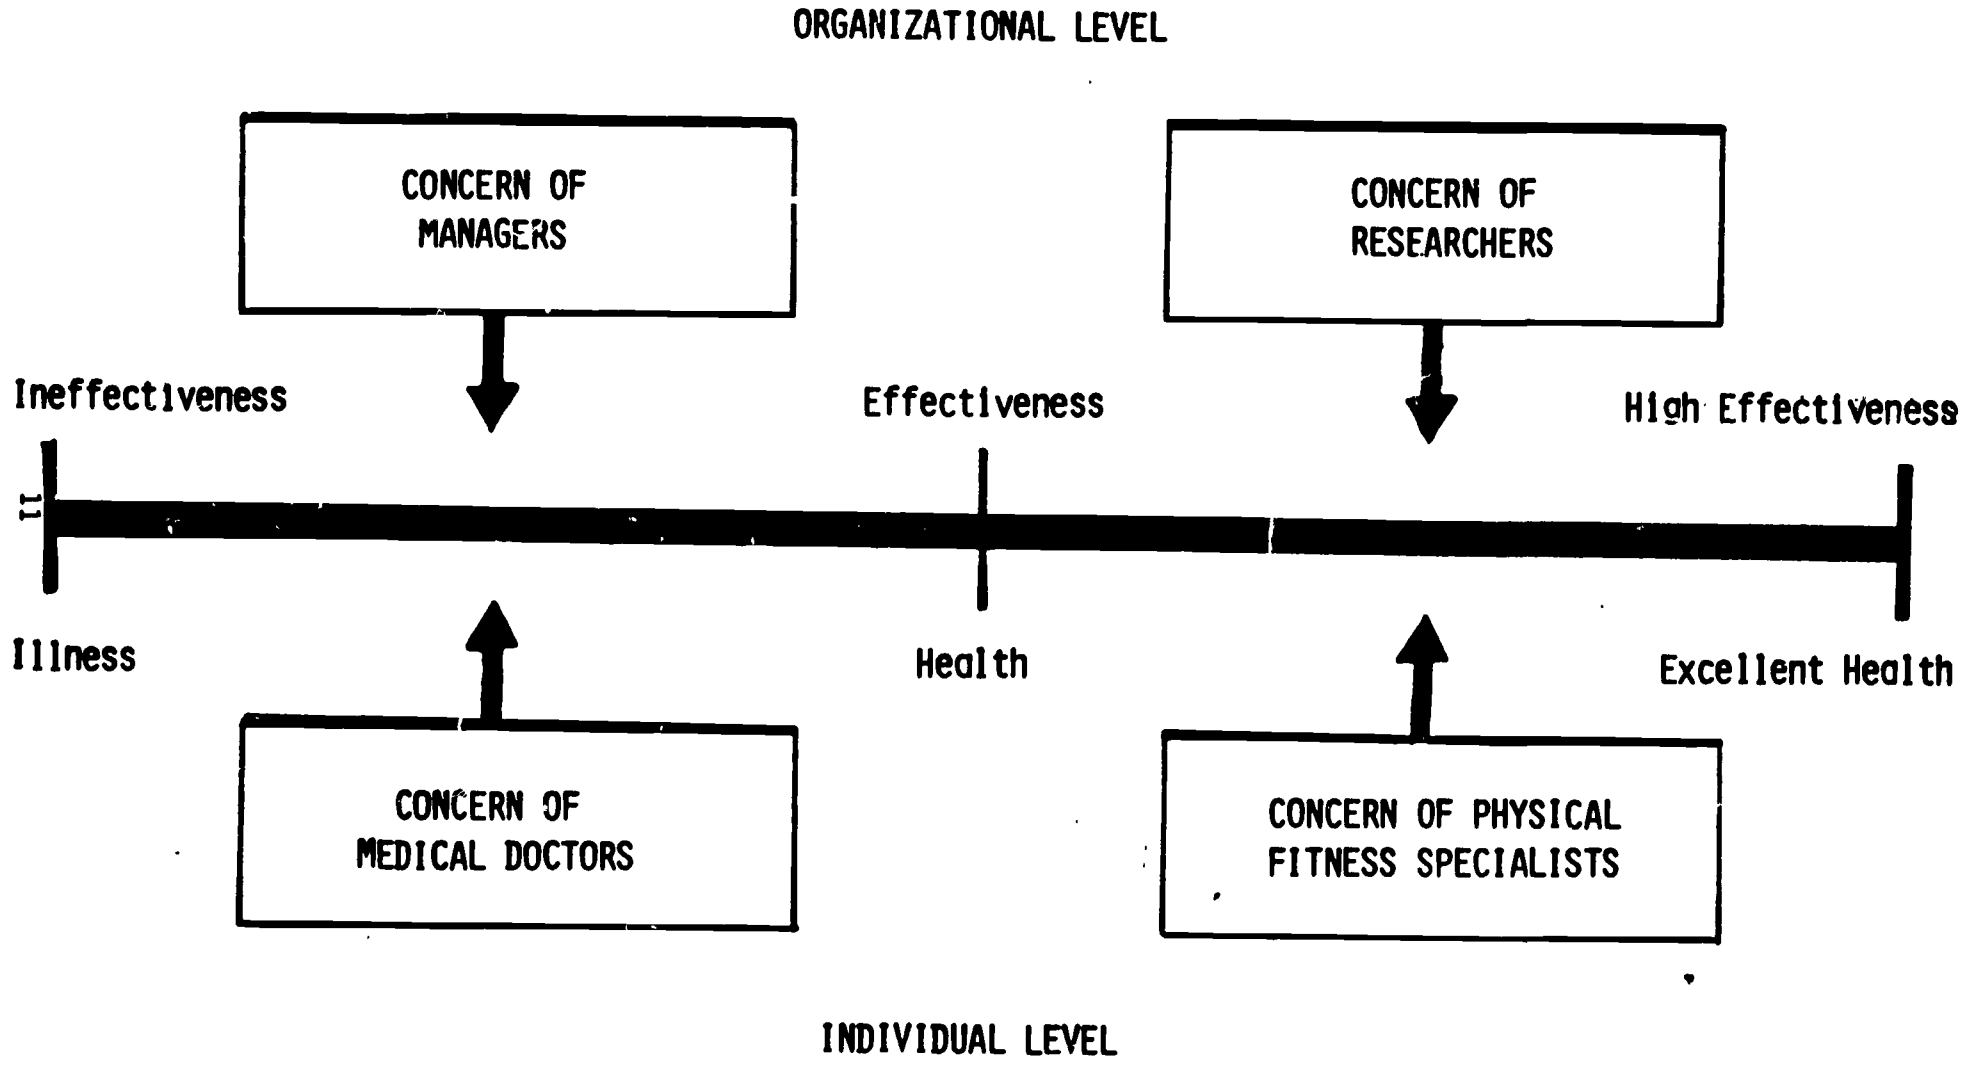 ORGANIZATIONAL LEVEL
CONCERN OF
MANAGERS
CONCERN OF
RESEARCHERS
Ineffectiveness
Effectiveness
High Effectiveness
11
Illness
Health
Excellent Health
CONCERN OF
MEDICAL DOCTORS
CONCERN OF PHYSICAL
FITNESS SPECIALISTS
INDIVIDUAL LEVEL